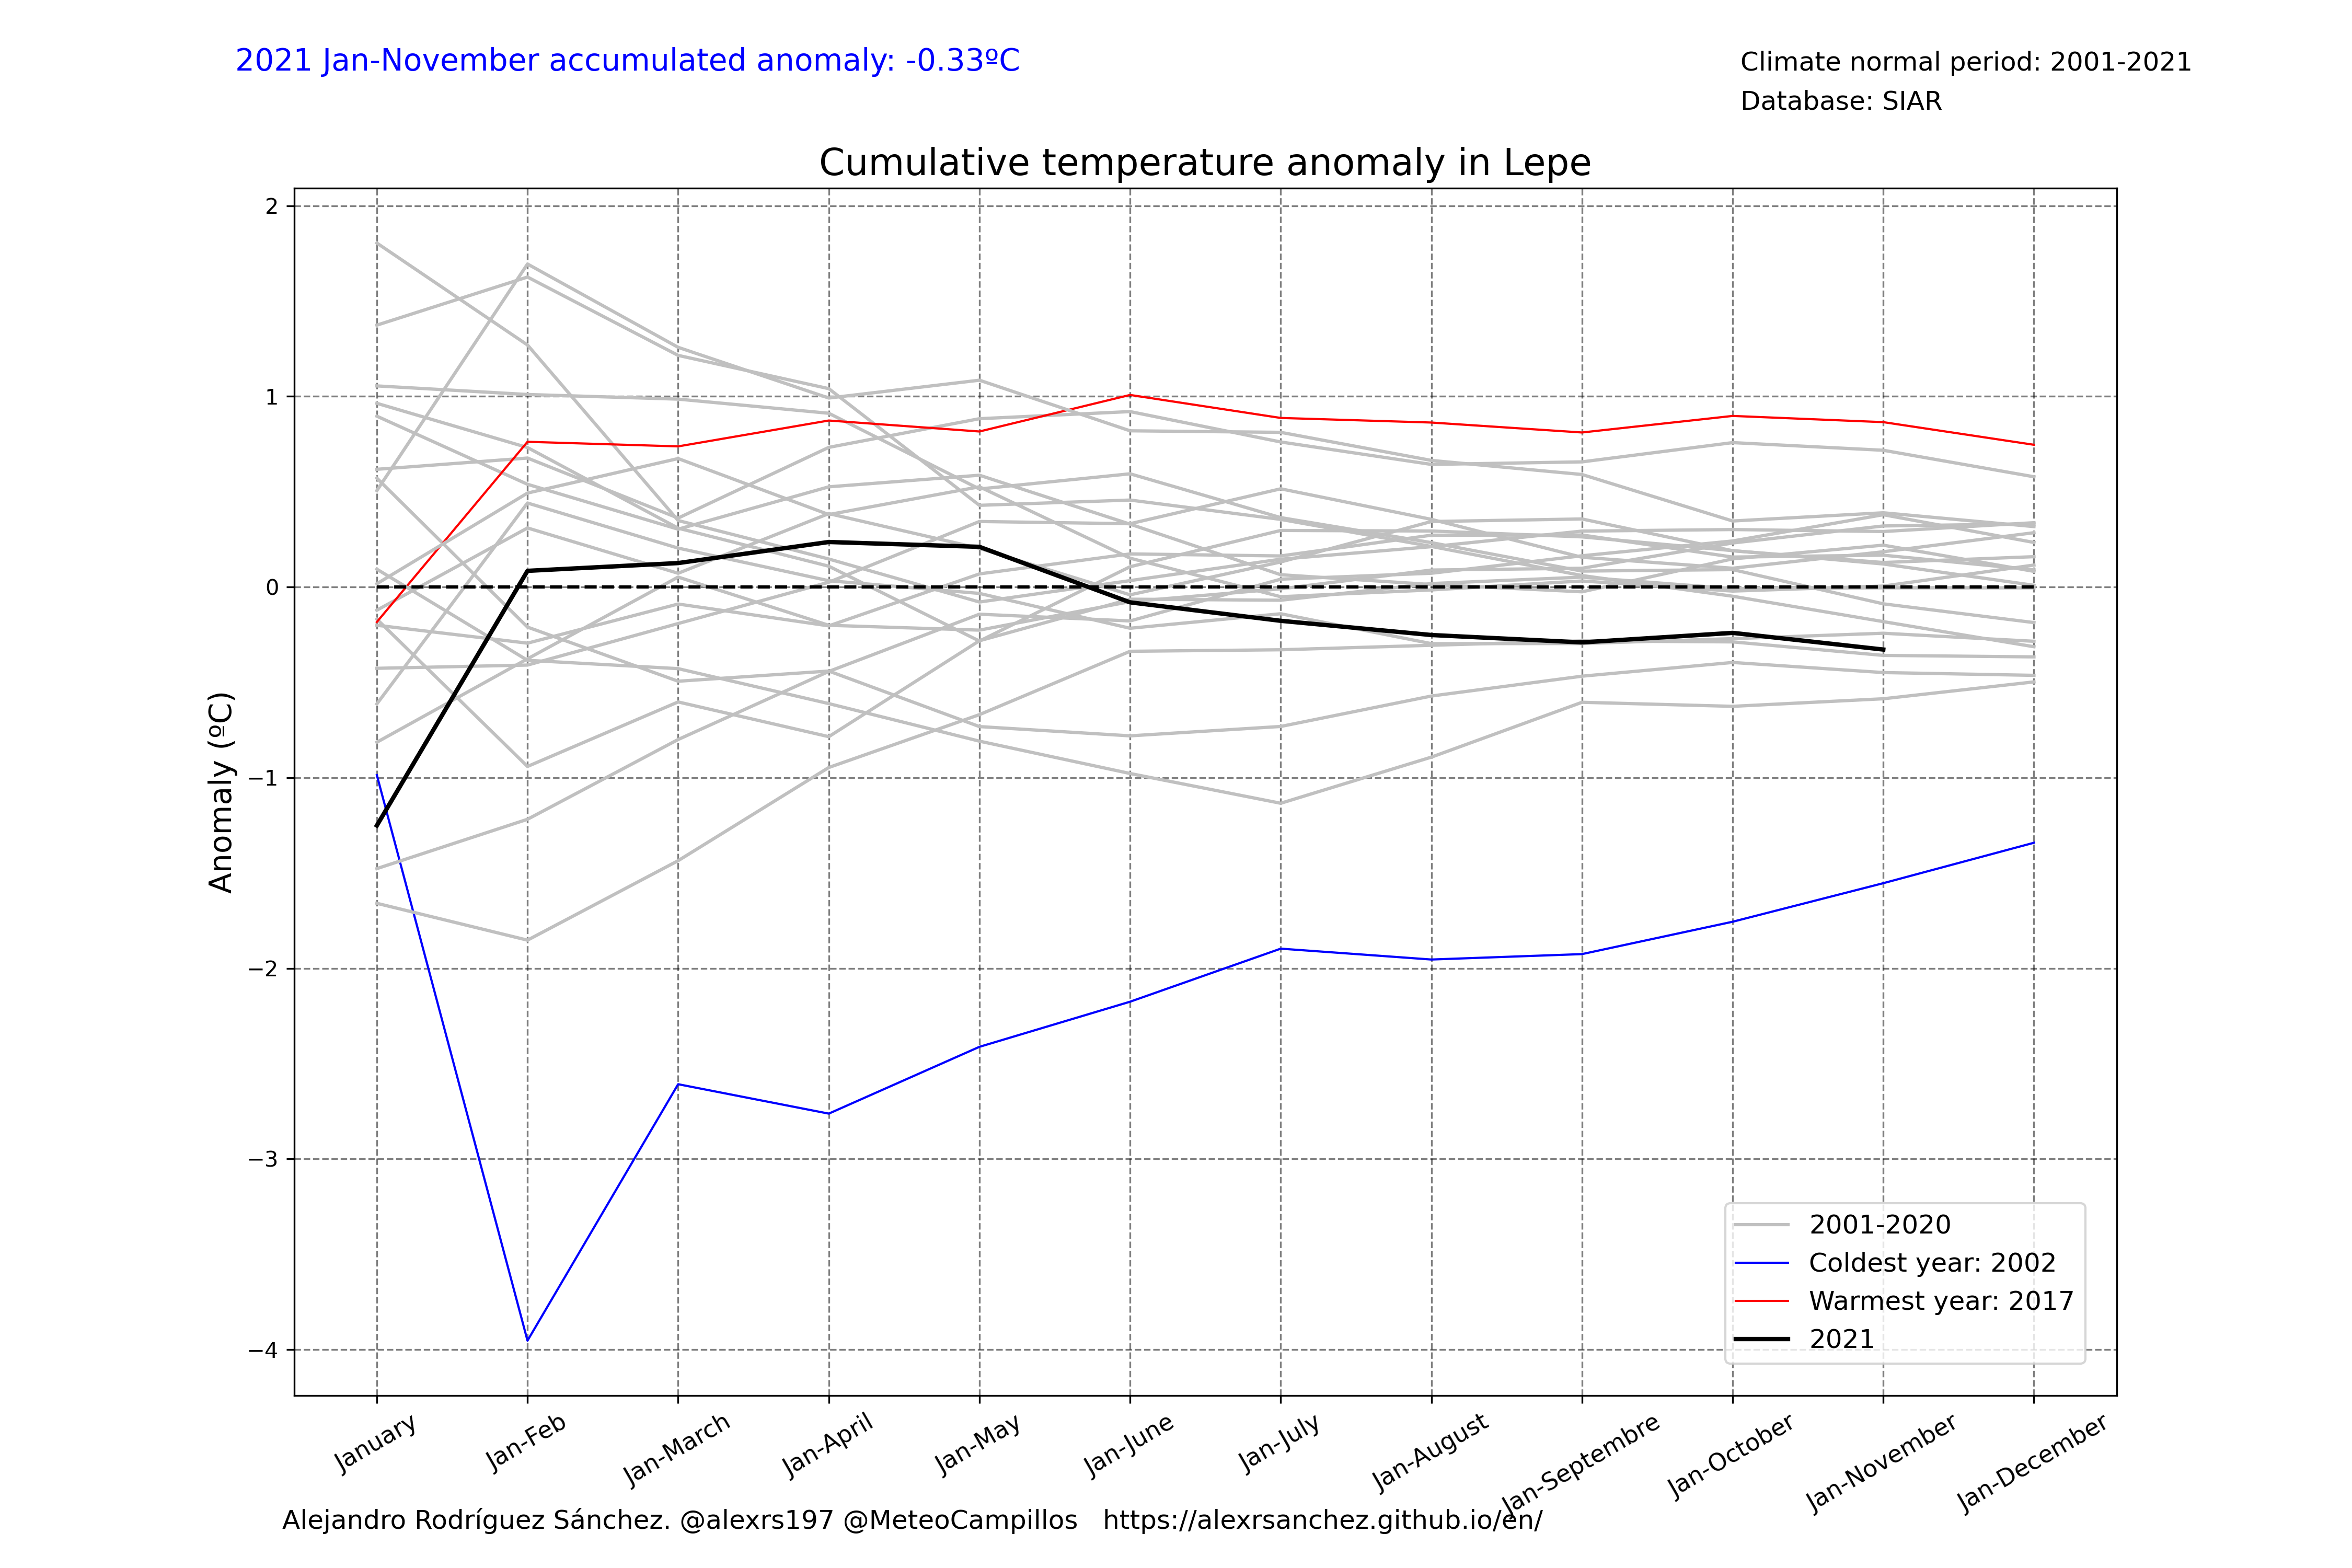 2021 Jan-November accumulated anomaly: -0.33ºC
Climate normal period: 2001-2021
Database: SIAR
Cumulative temperature anomaly in Lepe
2
1
0
−1
−2
−3
−4
Anomaly (ºC)
2001-2020
Coldest year: 2002
Warmest year: 2017
2021
January
Jan-Feb
Jan-March
Jan-April
Jan-May
Jan-June
Jan-July
Jan-August
Jan-Septembre
Jan-October
Jan-November
Jan-December
Alejandro Rodríguez Sánchez. @alexrs197 @MeteoCampillos   https://alexrsanchez.github.io/en/